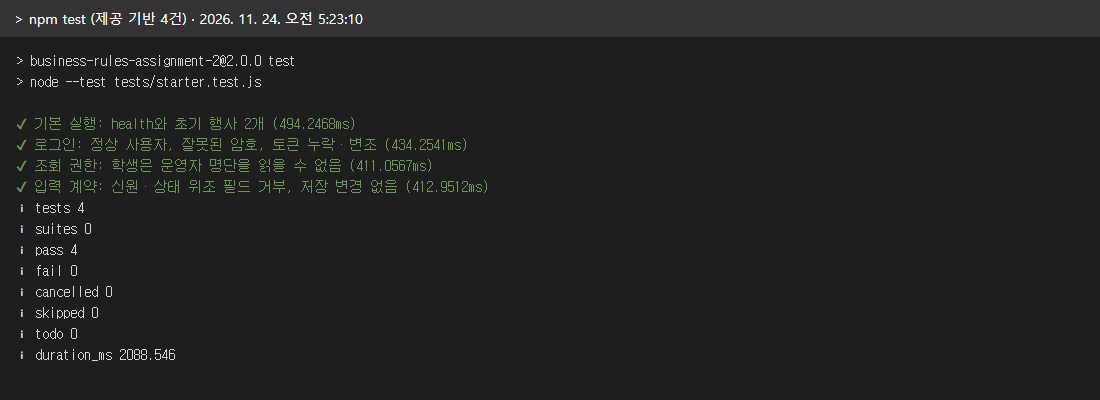 > npm test (제공 기반 4건) · 2026. 11. 24. 오전 5:23:10
> business-rules-assignment-2@2.0.0 test
> node --test tests/starter.test.js
✔ 기본 실행: health와 초기 행사 2개 (494.2468ms)
✔ 로그인: 정상 사용자, 잘못된 암호, 토큰 누락·변조 (434.2541ms)
✔ 조회 권한: 학생은 운영자 명단을 읽을 수 없음 (411.0567ms)
✔ 입력 계약: 신원·상태 위조 필드 거부, 저장 변경 없음 (412.9512ms)
ℹ tests 4
ℹ suites 0
ℹ pass 4
ℹ fail 0
ℹ cancelled 0
ℹ skipped 0
ℹ todo 0
ℹ duration_ms 2088.546